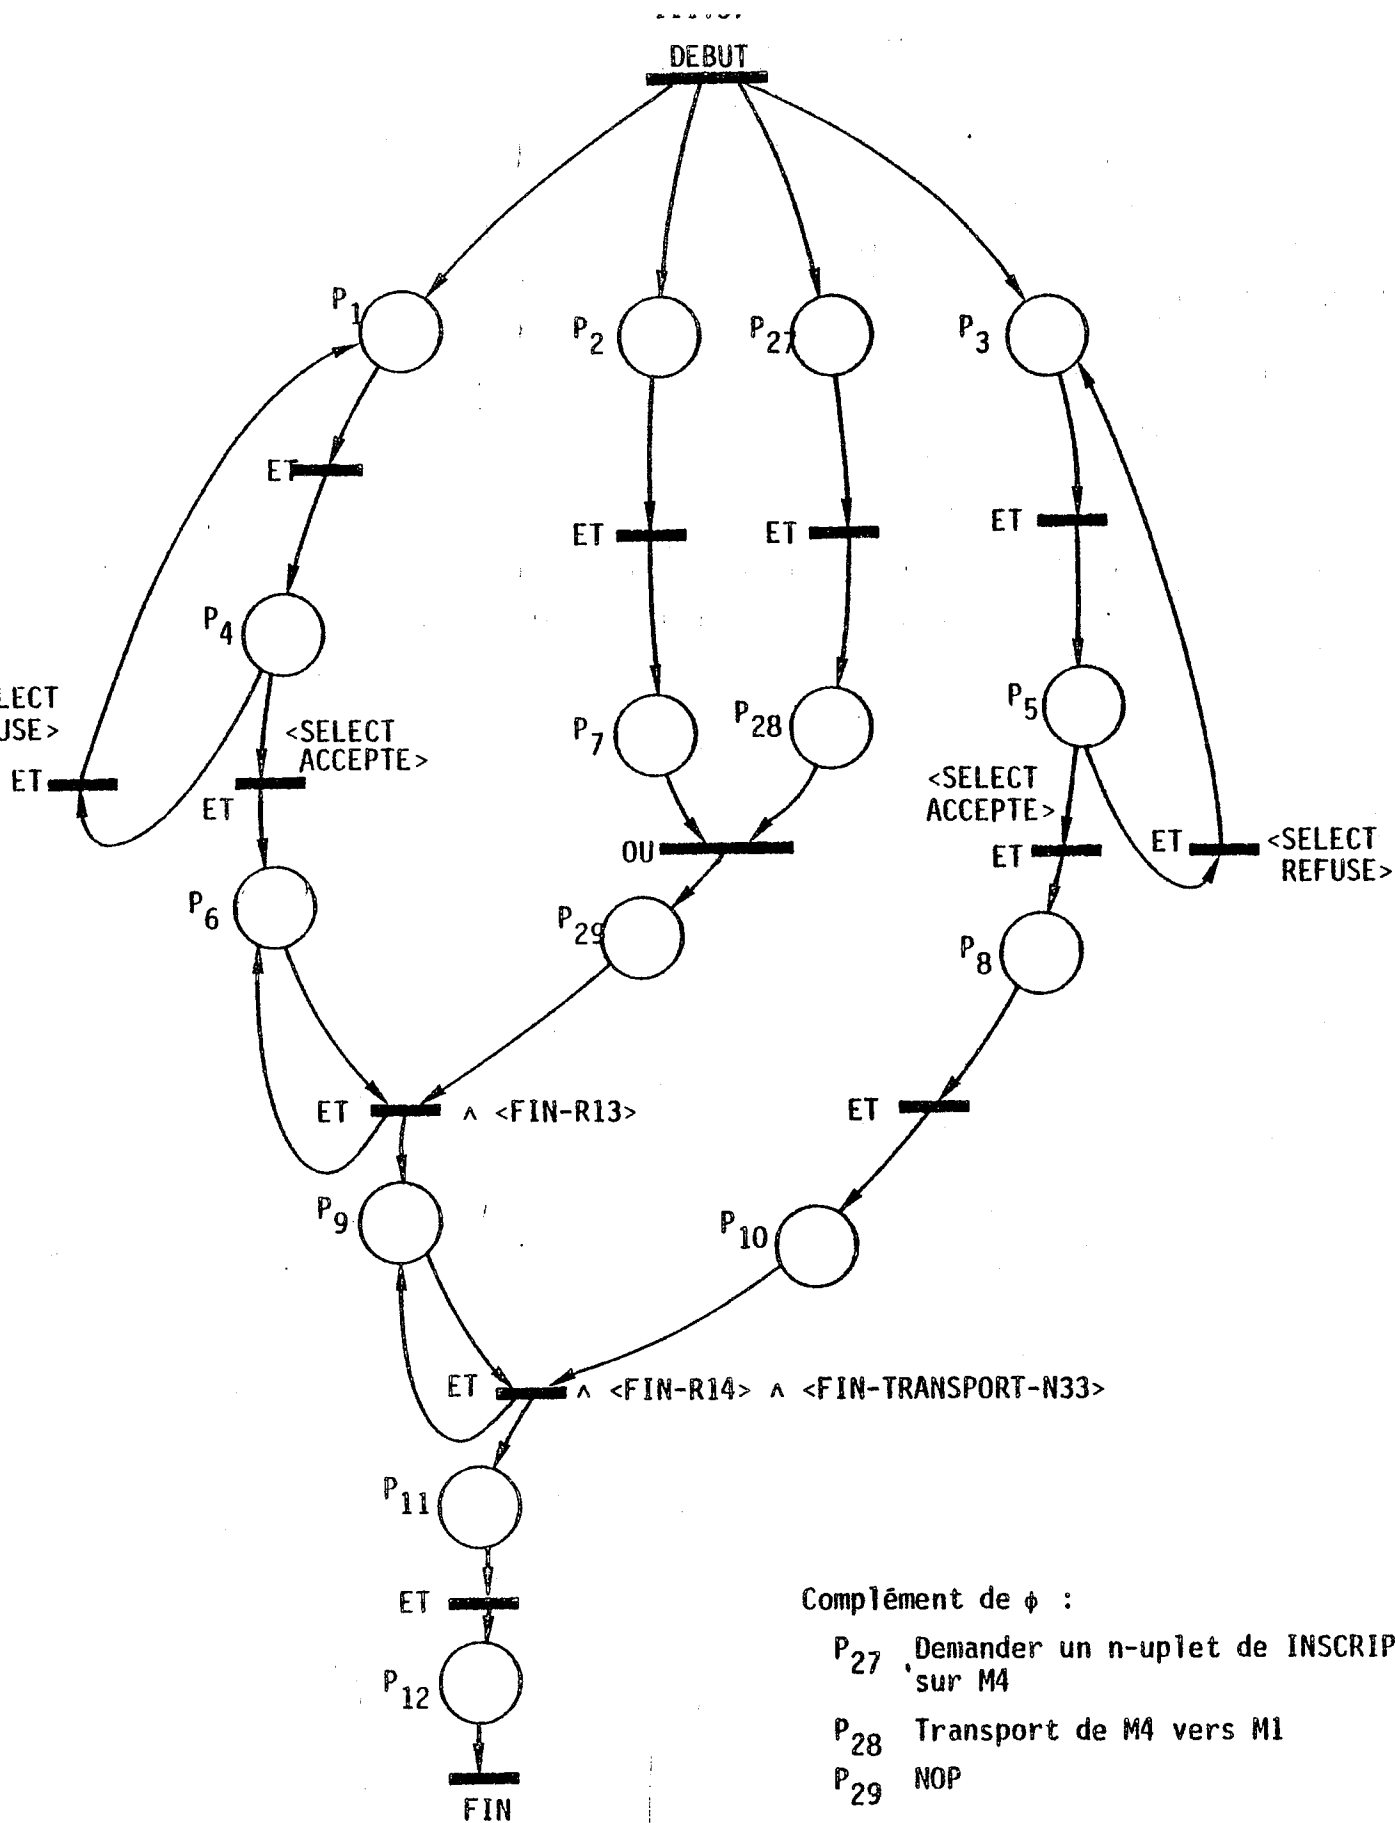 DEBUT
P1
P2
P27
P3
ET
ET
ET
ET
P4
P7
P28
P5
<SELECT
ACCEPTE>
ET
ET
<SELECT
ACCEPTE>
OU
ET
ET
<SELECT
REFUSE>
P6
P29
P8
ET ∧ <FIN-R13>
ET
P9
P10
ET ∧ <FIN-R14> ∧ <FIN-TRANSPORT-N33>
P11
ET
P12
FIN
Complément de ϕ :
P27 Demander un n-uplet de INSCRIP
sur M4
P28 Transport de M4 vers M1
P29 NOP